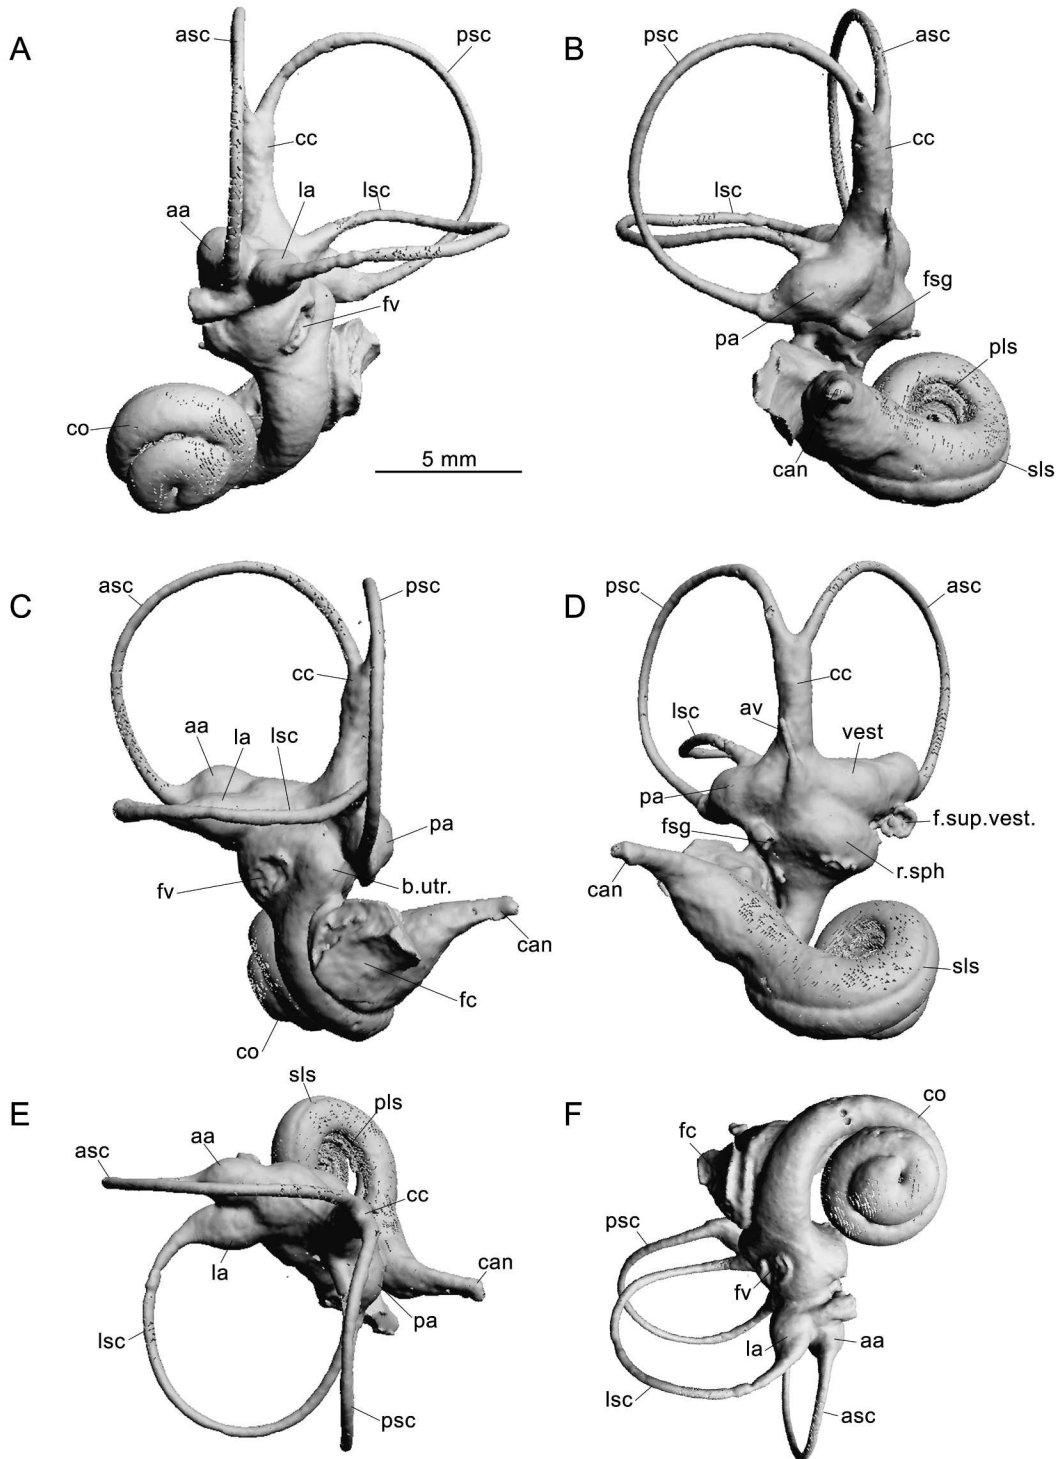 A
asc
psc
cc
la
lsc
aa
fv
co
5 mm
B
psc
asc
cc
lsc
fsg
pa
pls
can
sls
C
asc
psc
cc
aa
la
lsc
pa
fv
b.utr.
can
fc
co
D
psc
asc
cc
av
lsc
vest
pa
f.sup.vest.
fsg
r.sph
can
sls
E
sls
pls
aa
asc
cc
la
can
pa
lsc
psc
F
co
fc
psc
fv
la
aa
lsc
asc